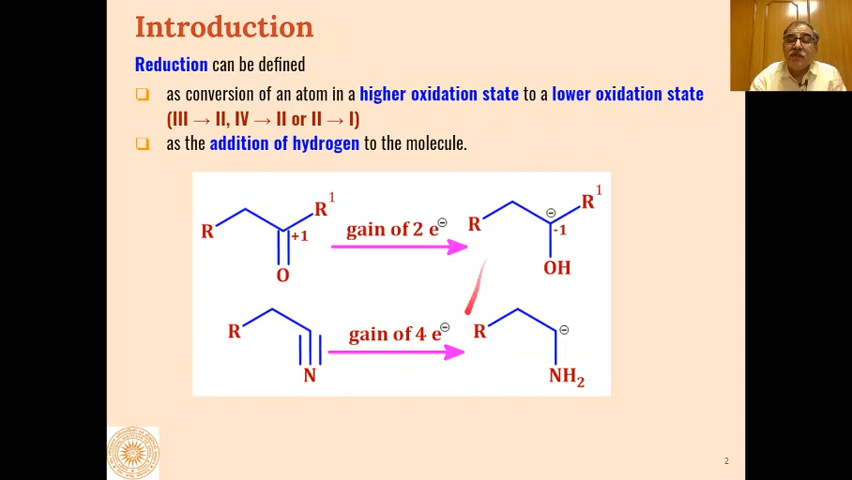 Introduction
Reduction can be defined
❑ as conversion of an atom in a higher oxidation state to a lower oxidation state
(III → II, IV → II or II → I)
❑ as the addition of hydrogen to the molecule.
R R¹ +1 O gain of 2 e⊖ R R¹ ⊖ -1 OH
R N gain of 4 e⊖ R ⊖ NH₂
2